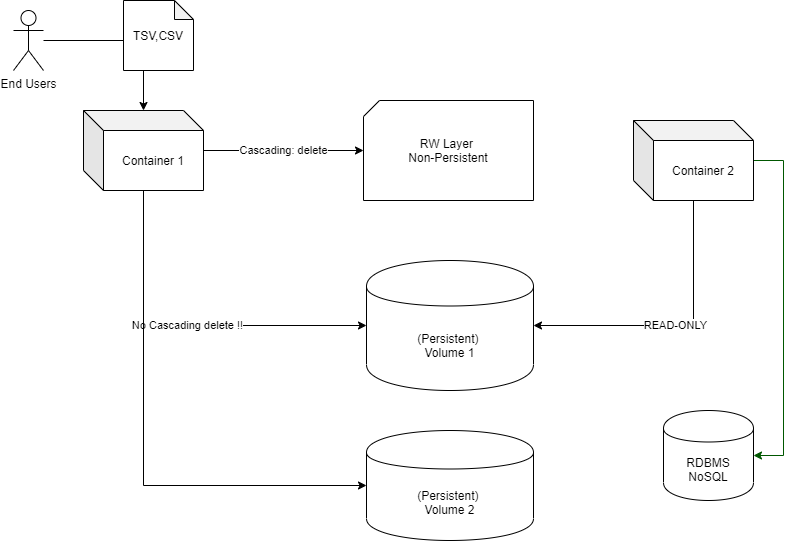 TSV,CSV
End Users
Container 1
Cascading: delete
RW Layer
Non-Persistent
Container 2
No Cascading delete !!
(Persistent)
Volume 1
READ-ONLY
RDBMS
NoSQL
(Persistent)
Volume 2